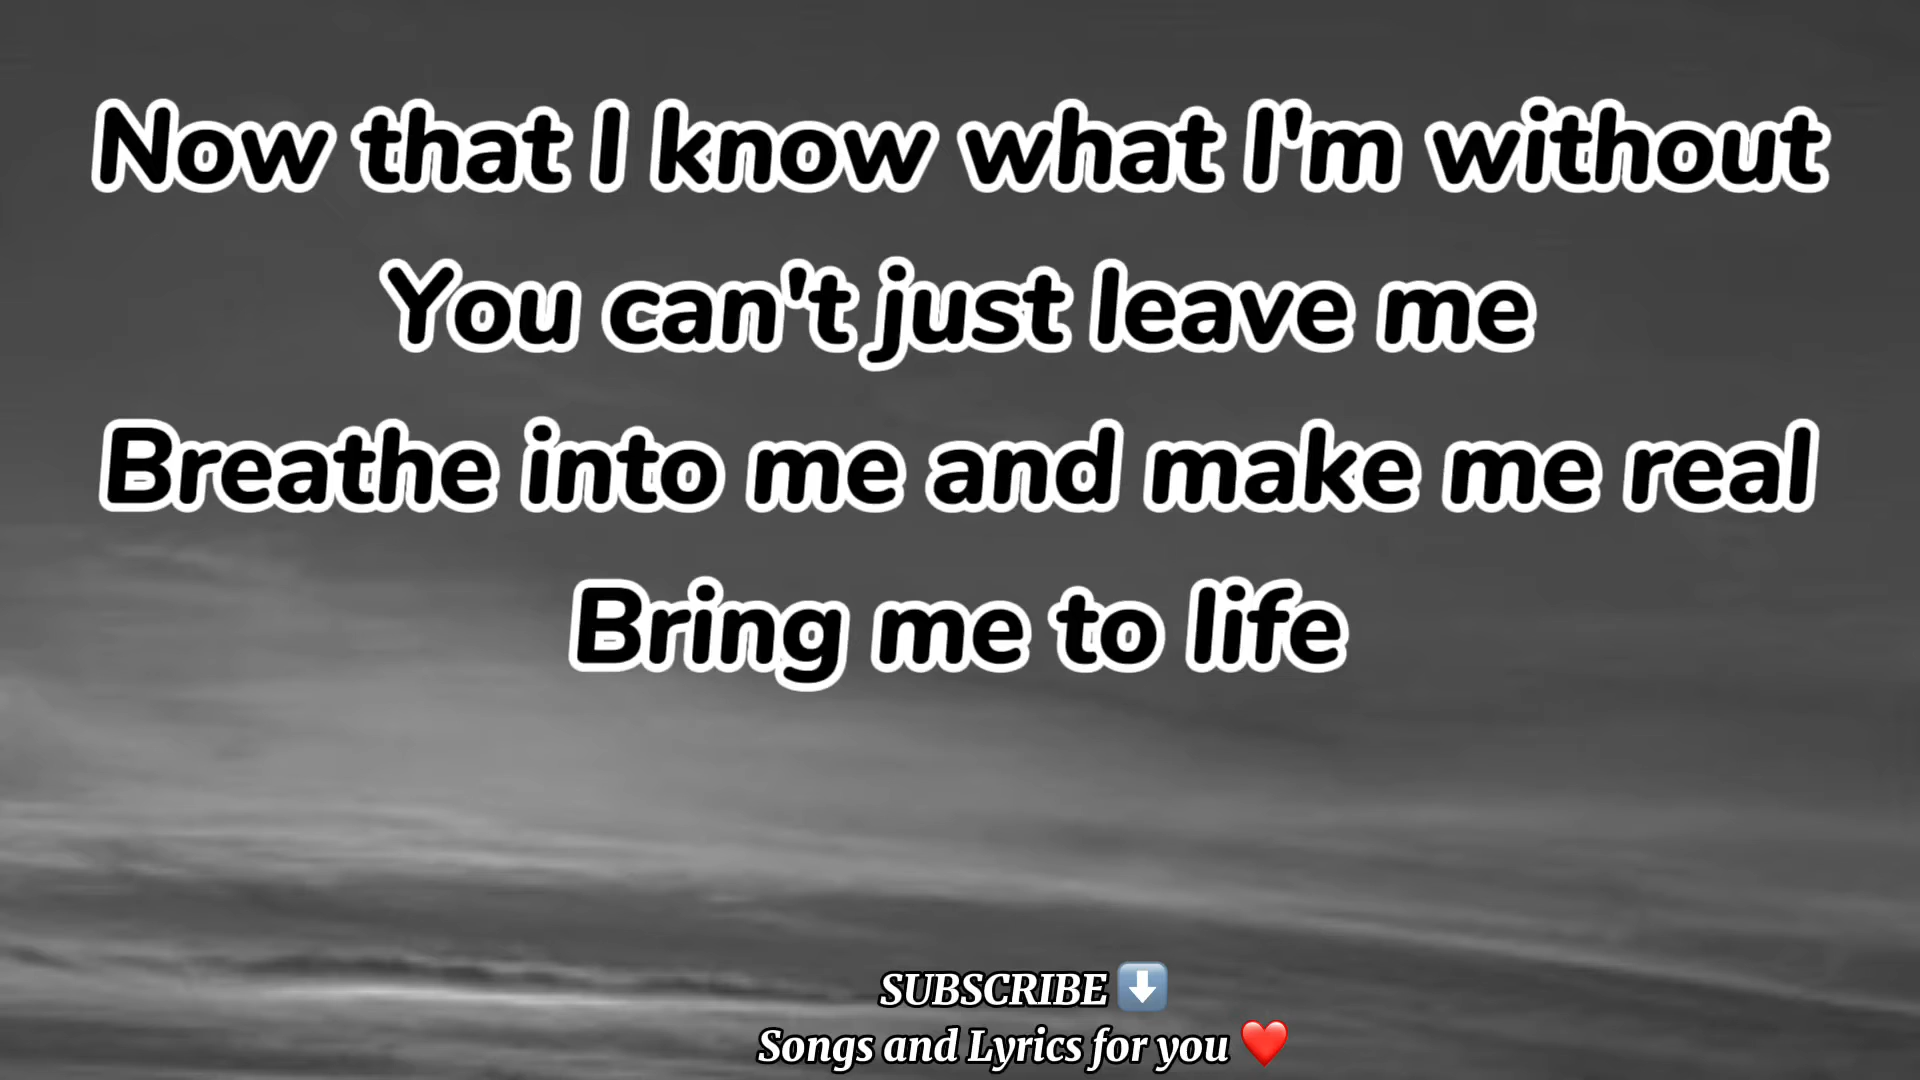 Now that I know what I'm without
You can't just leave me
Breathe into me and make me real
Bring me to life
SUBSCRIBE ⬇️
Songs and Lyrics for you ❤️